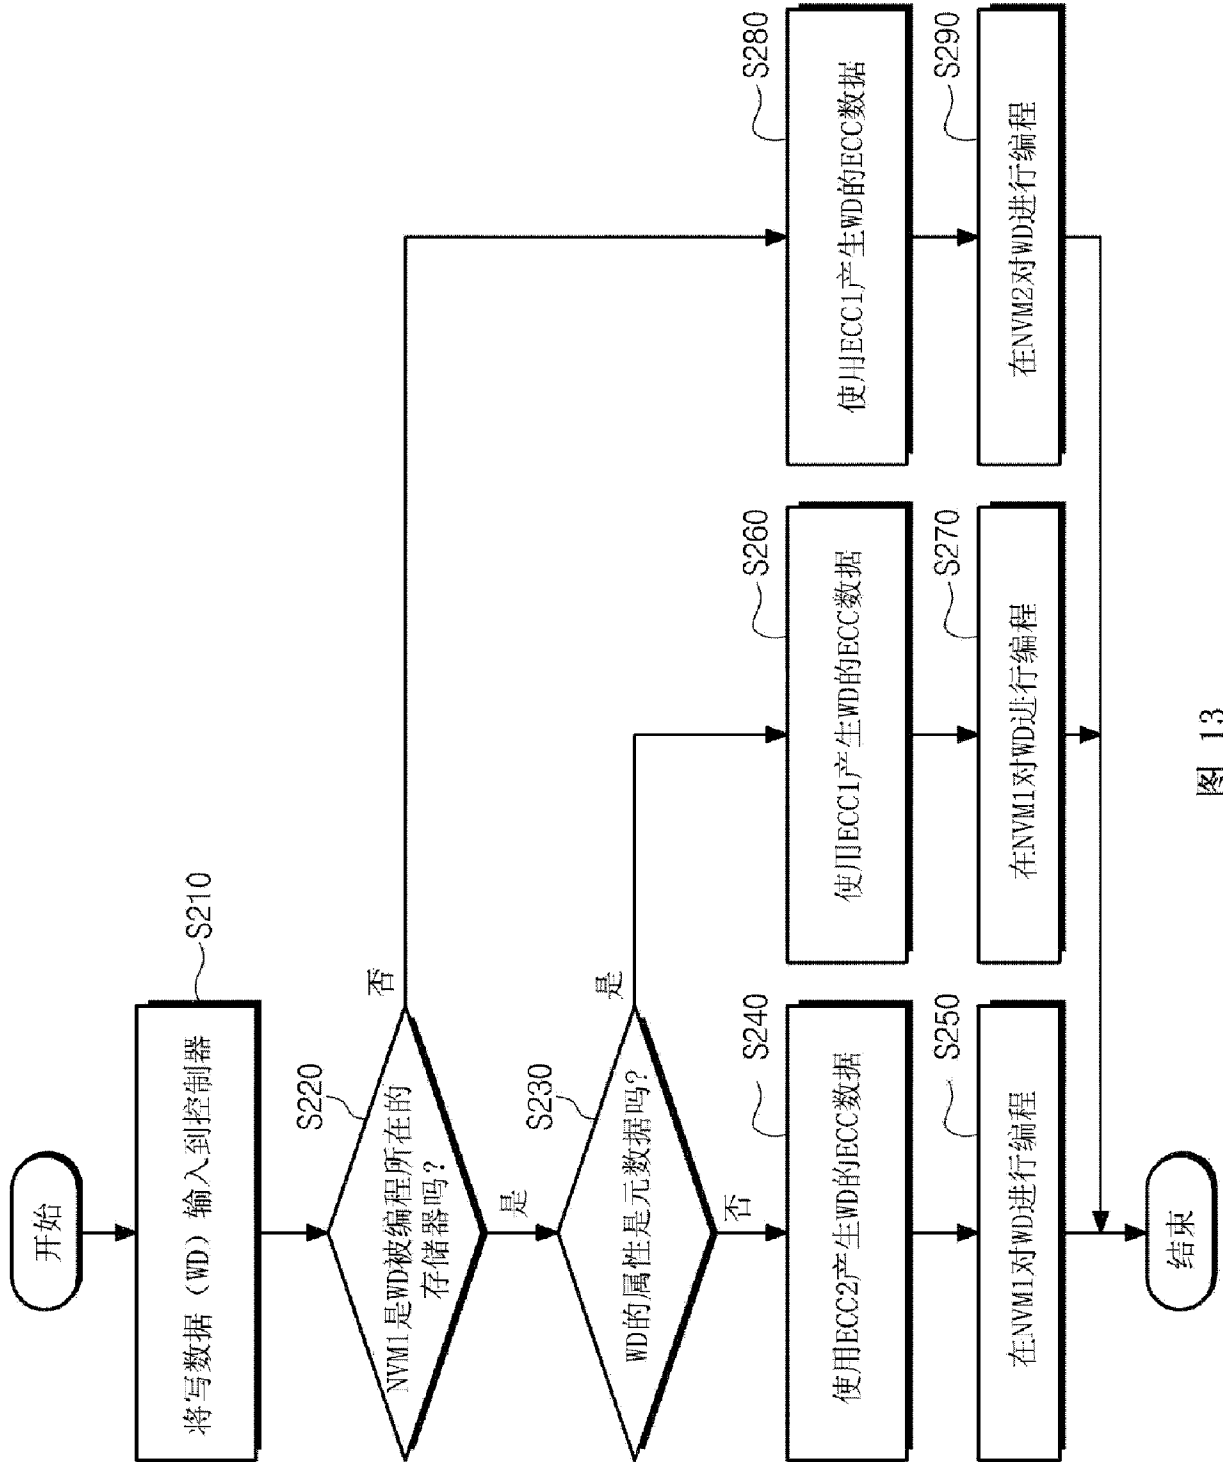 开始
S210
将写数据（WD）输入到控制器
S220
NVM1是WD被编程所在的
存储器吗？
否
是
S230
WD的属性是元数据吗？
是
否
S240
使用ECC2产生WD的ECC数据
S250
在NVM1对WD进行编程
S260
使用ECC1产生WD的ECC数据
S270
在NVM1对WD进行编程
S280
使用ECC1产生WD的ECC数据
S290
在NVM2对WD进行编程
结束
图 13